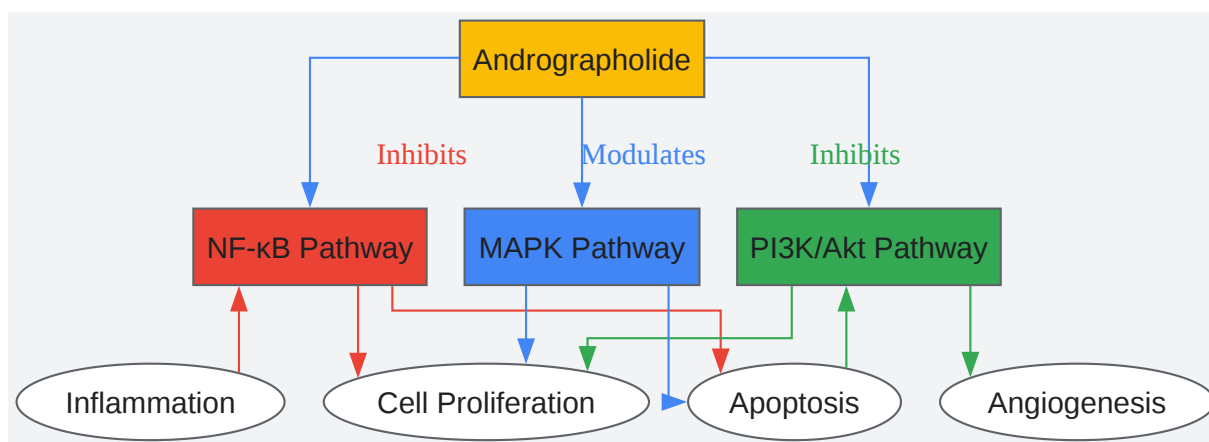 Andrographolide
Inhibits
Modulates
Inhibits
NF-κB Pathway
MAPK Pathway
PI3K/Akt Pathway
Inflammation
Cell Proliferation
Apoptosis
Angiogenesis